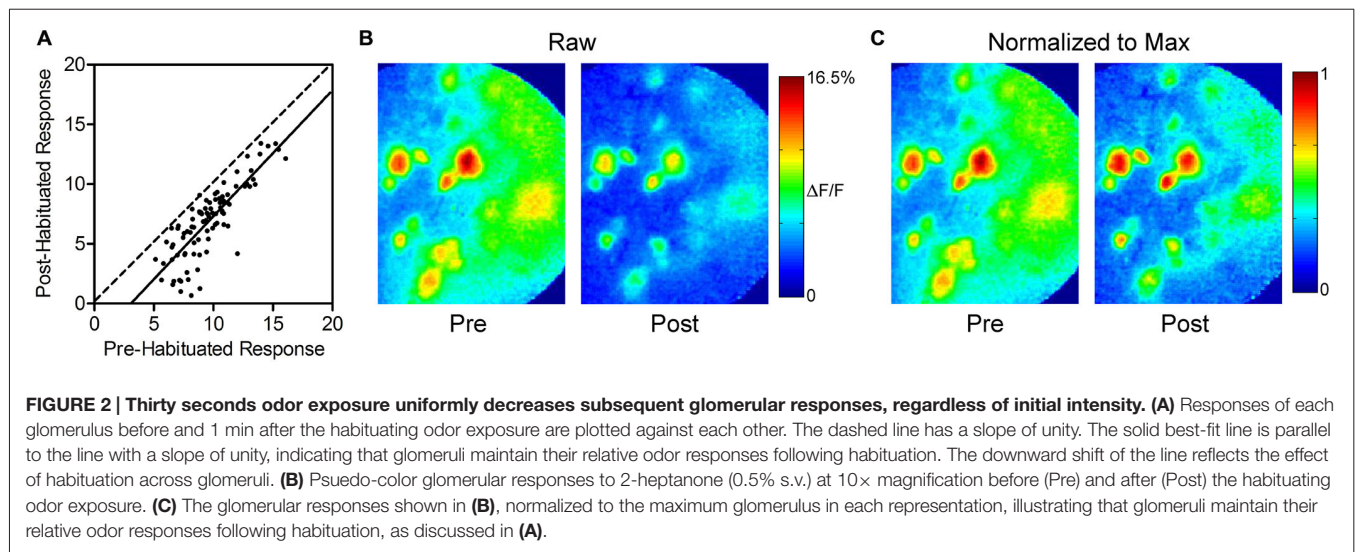 A
20
15
10
5
0
0
5
10
15
20
Post-Habituated Response
Pre-Habituated Response
B
Raw
16.5%
ΔF/F
0
Pre
Post
C
Normalized to Max
1
0
Pre
Post
FIGURE 2 | Thirty seconds odor exposure uniformly decreases subsequent glomerular responses, regardless of initial intensity. (A) Responses of each
glomerulus before and 1 min after the habituating odor exposure are plotted against each other. The dashed line has a slope of unity. The solid best-fit line is parallel
to the line with a slope of unity, indicating that glomeruli maintain their relative odor responses following habituation. The downward shift of the line reflects the effect
of habituation across glomeruli. (B) Psuedo-color glomerular responses to 2-heptanone (0.5% s.v.) at 10× magnification before (Pre) and after (Post) the habituating
odor exposure. (C) The glomerular responses shown in (B), normalized to the maximum glomerulus in each representation, illustrating that glomeruli maintain their
relative odor responses following habituation, as discussed in (A).